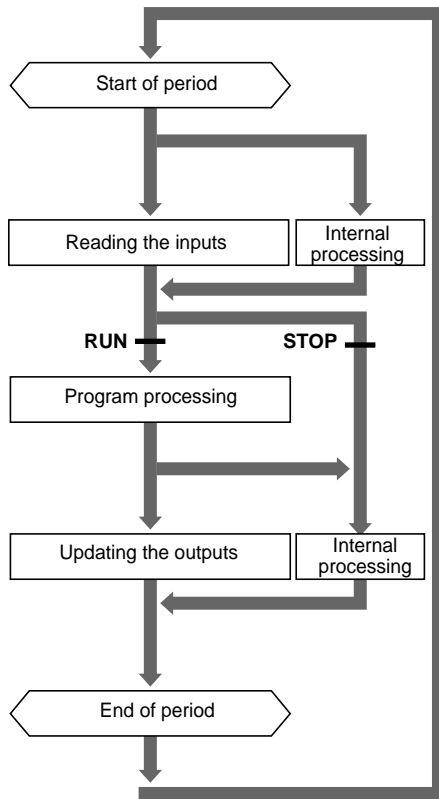 Start of period
Reading the inputs
Internal
processing
RUN
STOP
Program processing
Updating the outputs
Internal
processing
End of period